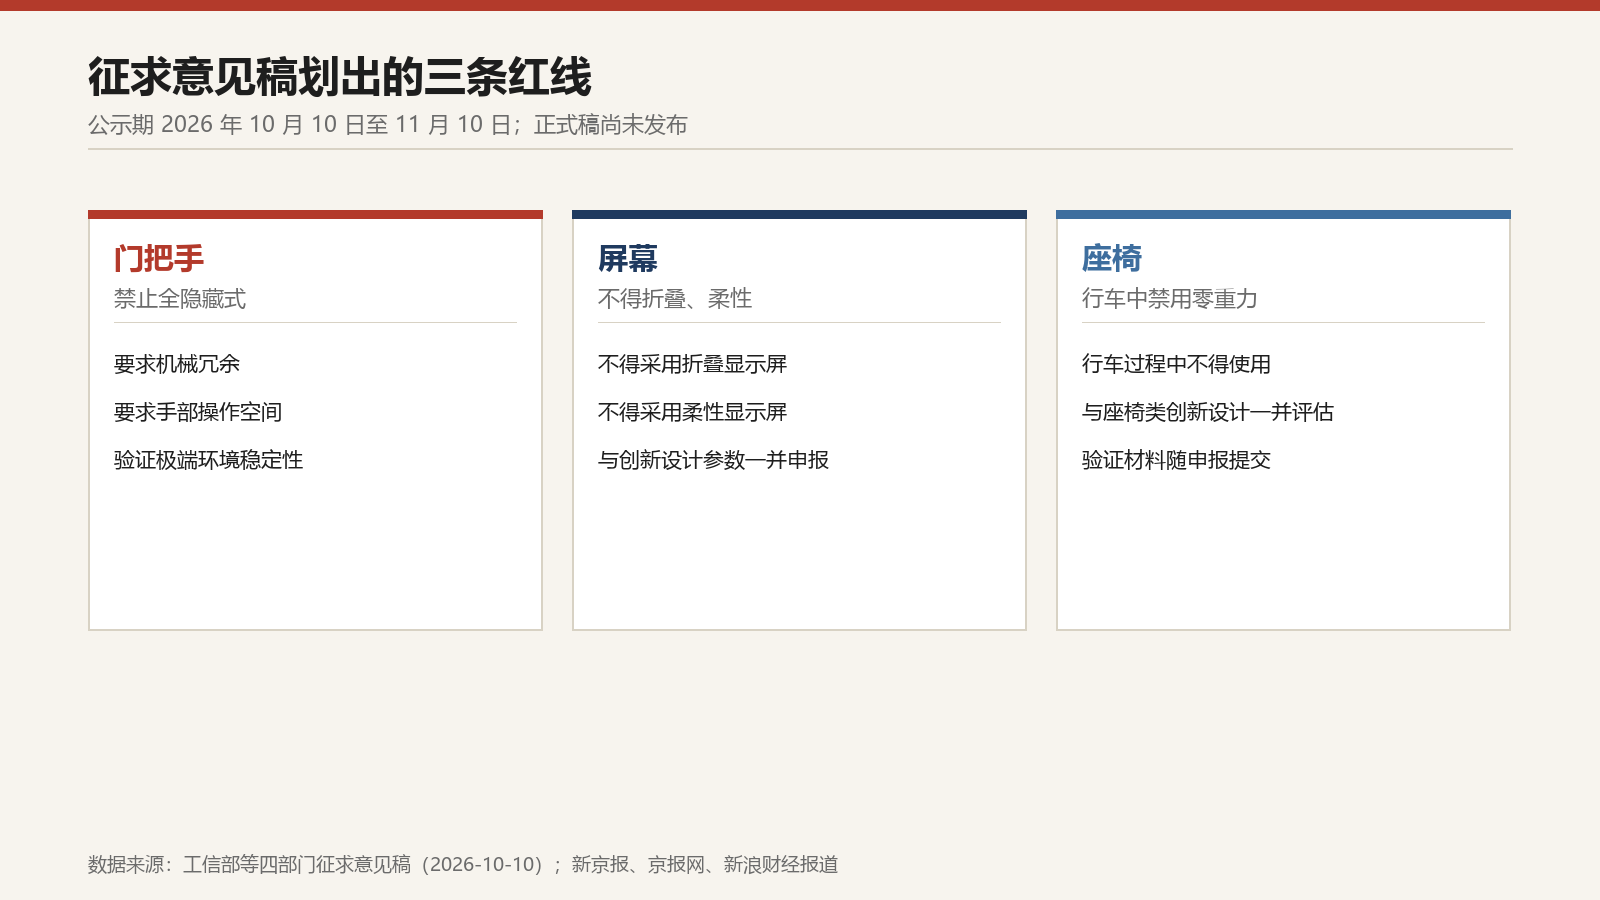 征求意见稿划出的三条红线
公示期 2026 年 10 月 10 日至 11 月 10 日；正式稿尚未发布
门把手
禁止全隐藏式
要求机械冗余
要求手部操作空间
验证极端环境稳定性
屏幕
不得折叠、柔性
不得采用折叠显示屏
不得采用柔性显示屏
与创新设计参数一并申报
座椅
行车中禁用零重力
行车过程中不得使用
与座椅类创新设计一并评估
验证材料随申报提交
数据来源：工信部等四部门征求意见稿（2026-10-10）；新京报、京报网、新浪财经报道